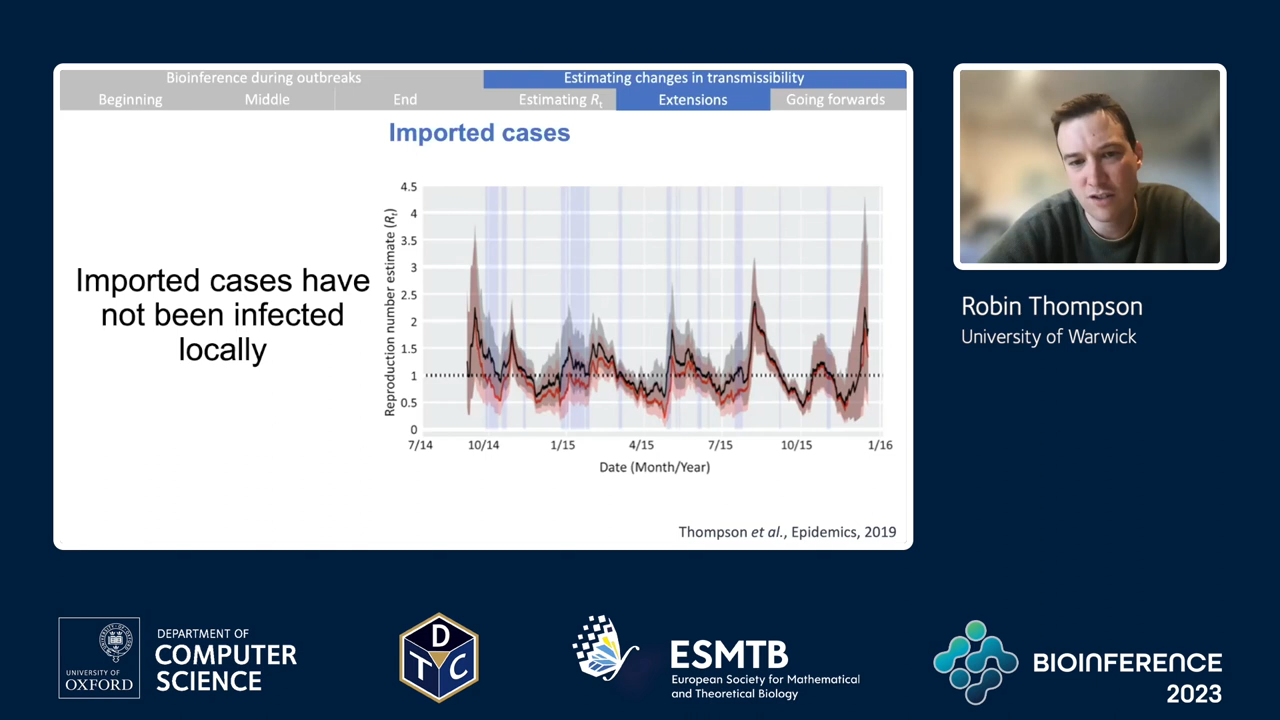 Bioinference during outbreaks
Estimating changes in transmissibility
Beginning
Middle
End
Estimating Rt
Extensions
Going forwards
Imported cases
Imported cases have
not been infected
locally
Reproduction number estimate (Rt)
4.5
4
3.5
3
2.5
2
1.5
1
0.5
0
7/14
10/14
1/15
4/15
7/15
10/15
1/16
Date (Month/Year)
Thompson et al., Epidemics, 2019
Robin Thompson
University of Warwick
UNIVERSITY OF
OXFORD
DEPARTMENT OF
COMPUTER
SCIENCE
D
T C
ESMTB
European Society for Mathematical
and Theoretical Biology
BIOINFERENCE
2023